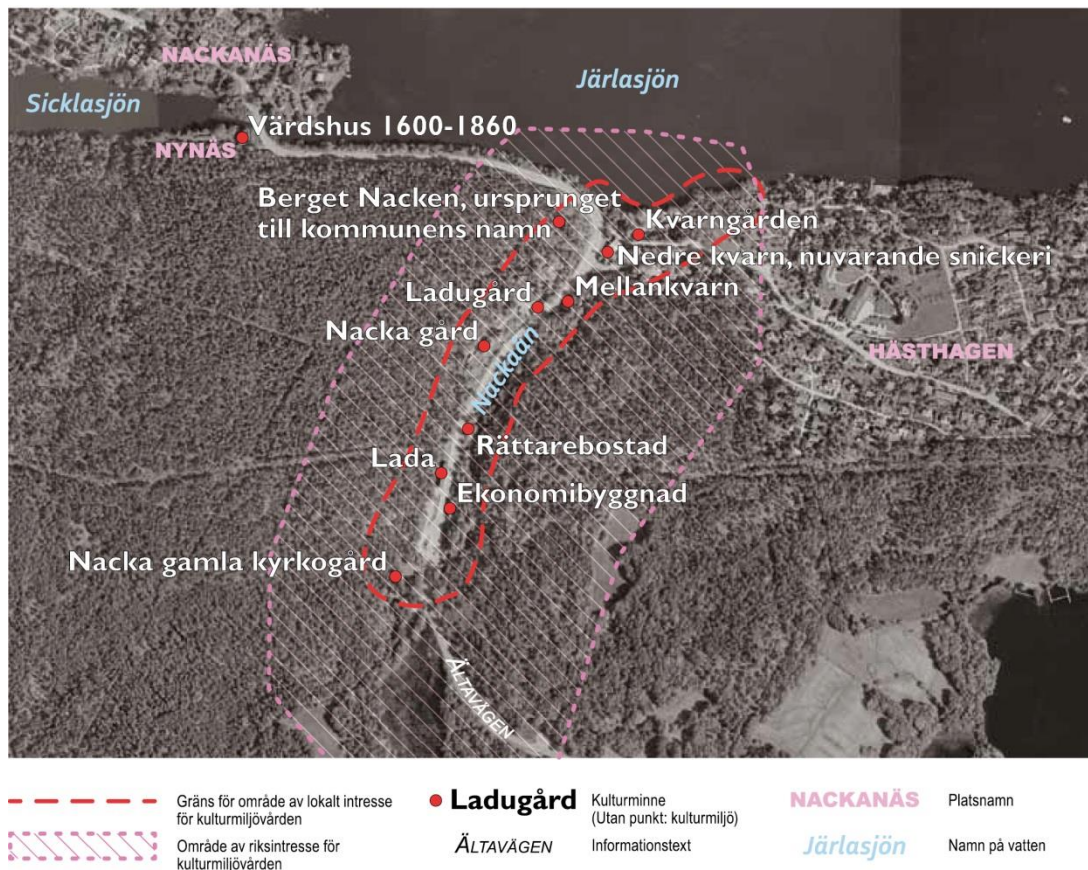 NACKANÄS
Järlasjön
Sicklasjön
Värdshus 1600-1860
NYNÄS
Berget Nacken, ursprunget
till kommunens namn
Kvarngården
Nedre kvarn, nuvarande snickeri
Ladugård
Mellankvarn
Nacka gård
HÄSTHAGEN
Nackaån
Rättarebostad
Lada
Ekonomibyggnad
Nacka gamla kyrkogård
ÄLTAVÄGEN
Gräns för område av lokalt intresse
för kulturmiljövården
Område av riksintresse för
kulturmiljövården
Ladugård
Kulturminne
(Utan punkt: kulturmiljö)
ÄLTAVÄGEN
Informationstext
NACKANÄS
Platsnamn
Järlasjön
Namn på vatten